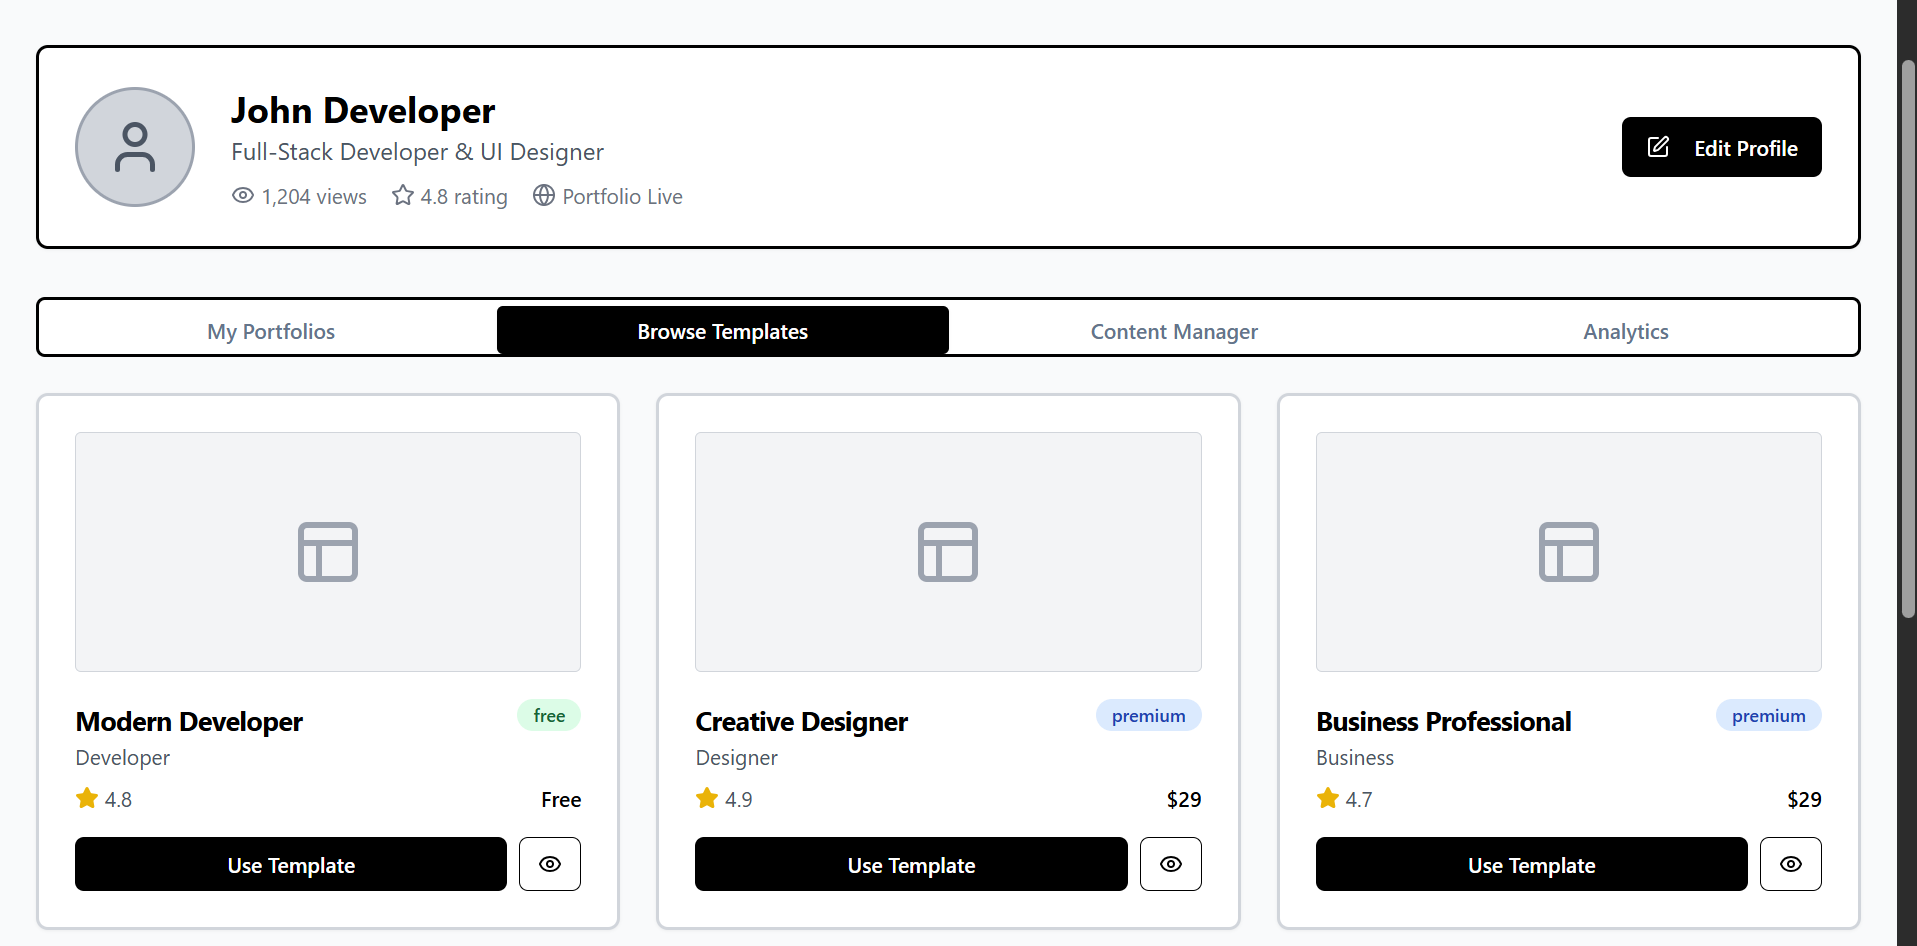 John Developer
Full-Stack Developer & UI Designer
1,204 views 4.8 rating Portfolio Live
Edit Profile
My Portfolios Browse Templates Content Manager Analytics
Modern Developer free
Developer
4.8 Free
Use Template
Creative Designer premium
Designer
4.9 $29
Use Template
Business Professional premium
Business
4.7 $29
Use Template